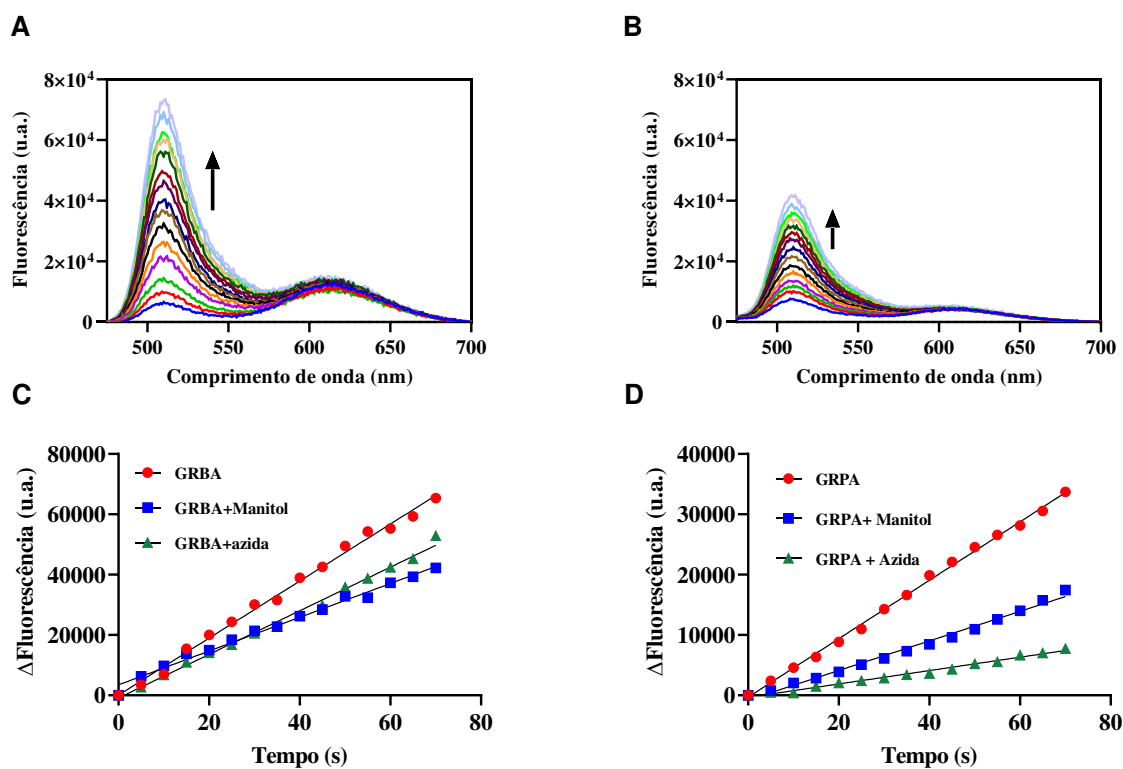 A
Fluorescência (u.a.)
8×10⁴
6×10⁴
4×10⁴
2×10⁴
0
500 550 600 650 700
Comprimento de onda (nm)
B
Fluorescência (u.a.)
8×10⁴
6×10⁴
4×10⁴
2×10⁴
0
500 550 600 650 700
Comprimento de onda (nm)
C
ΔFluorescência (u.a.)
80000
60000
40000
20000
0
GRBA
GRBA+Manitol
GRBA+azida
0 20 40 60 80
Tempo (s)
D
ΔFluorescência (u.a.)
40000
30000
20000
10000
0
GRPA
GRPA+ Manitol
GRPA + Azida
0 20 40 60 80
Tempo (s)